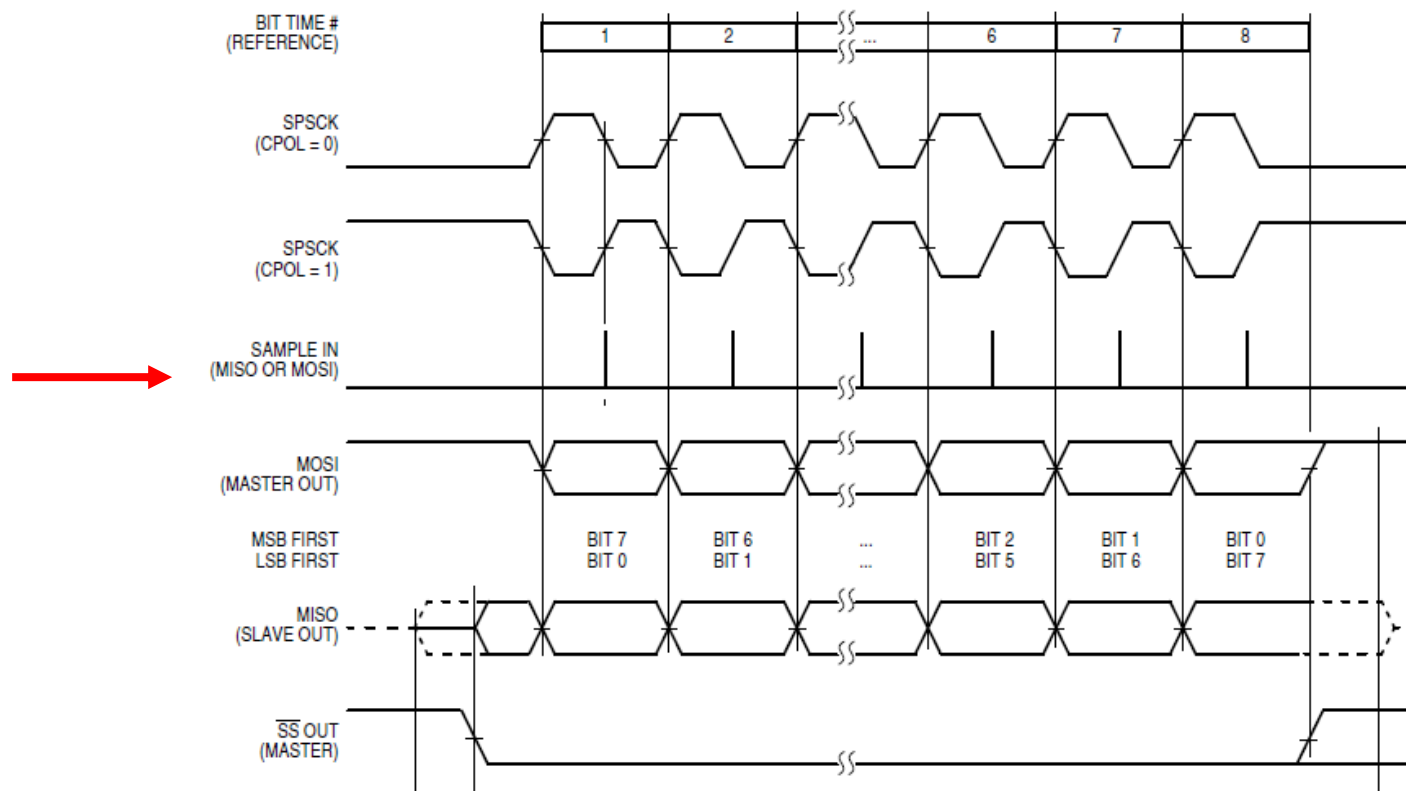 BIT TIME #
(REFERENCE)
1 2 ... 6 7 8
SPSCK
(CPOL = 0)
SPSCK
(CPOL = 1)
SAMPLE IN
(MISO OR MOSI)
MOSI
(MASTER OUT)
MSB FIRST BIT 7 BIT 6 ... BIT 2 BIT 1 BIT 0
LSB FIRST BIT 0 BIT 1 ... BIT 5 BIT 6 BIT 7
MISO
(SLAVE OUT)
SS OUT
(MASTER)